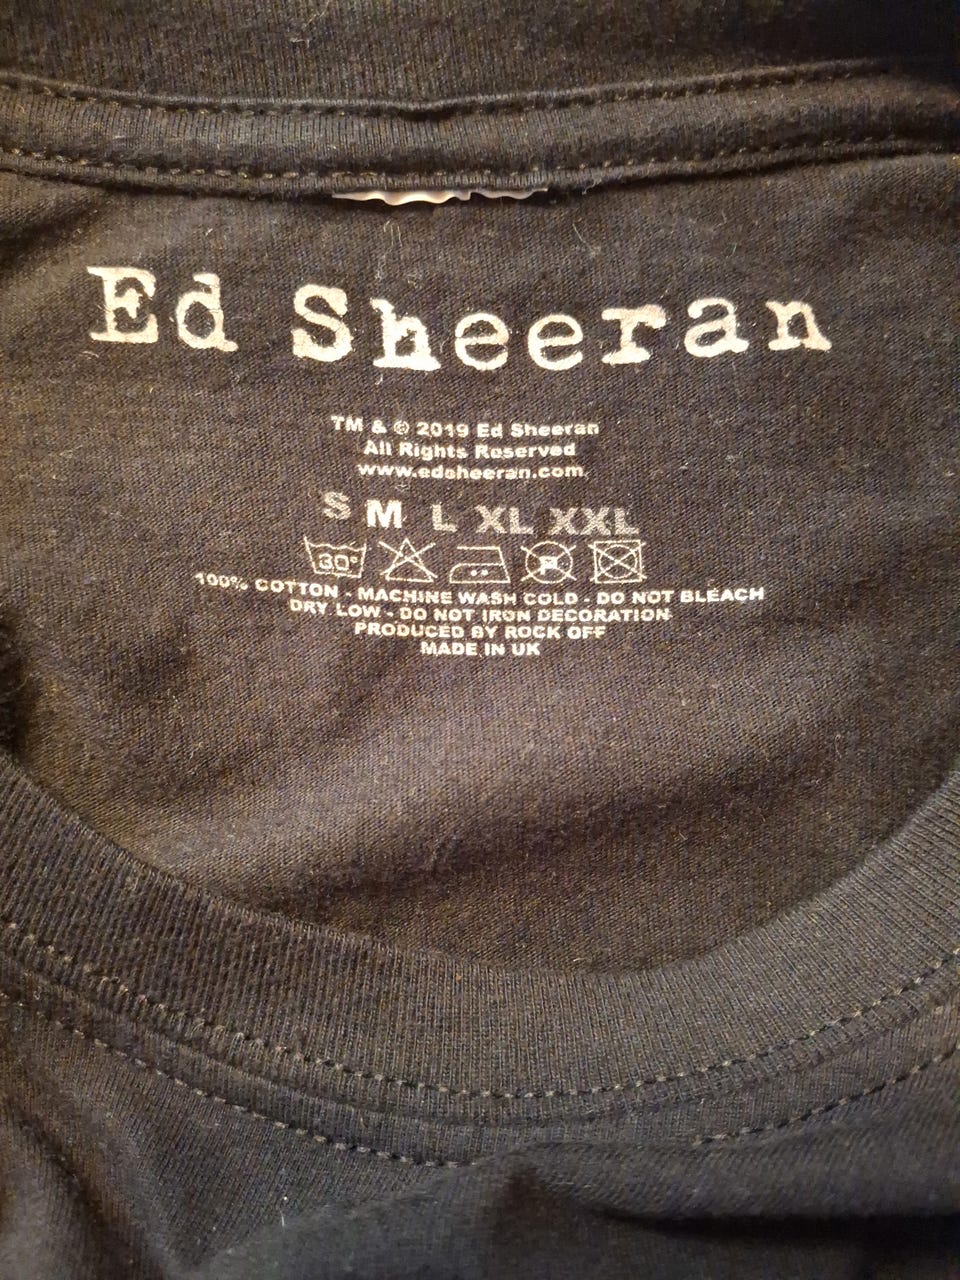 Ed Sheeran
TM & © 2019 Ed Sheeran
All Rights Reserved
www.edsheeran.com
S M L XL XXL
30° P
100% COTTON - MACHINE WASH COLD - DO NOT BLEACH
DRY LOW - DO NOT IRON DECORATION
PRODUCED BY ROCK OFF
MADE IN UK